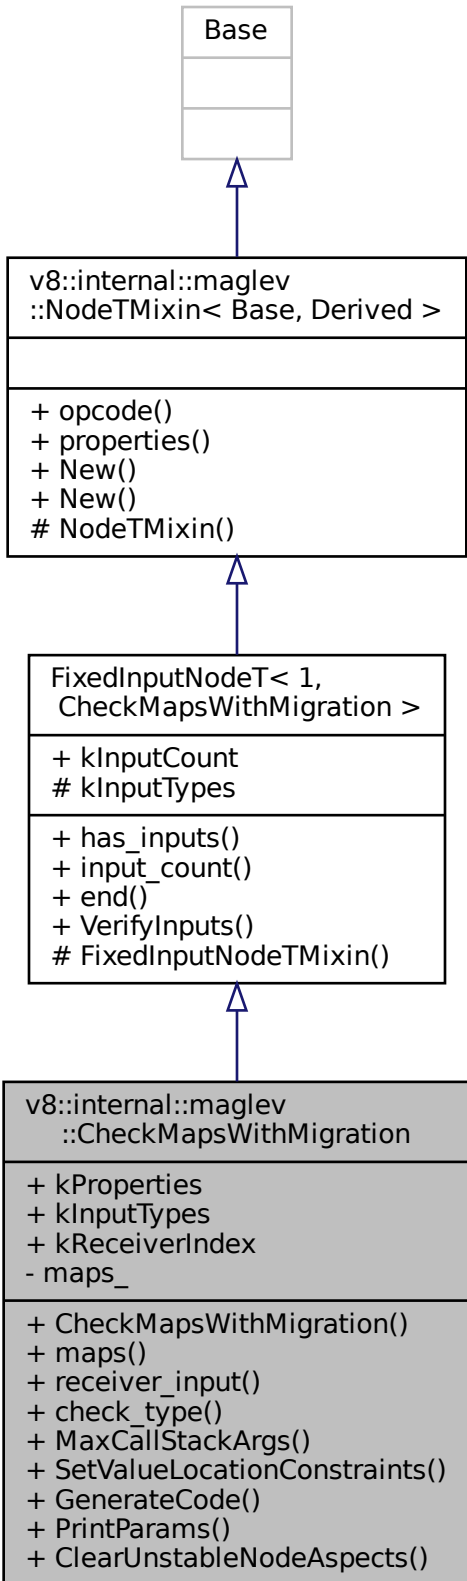 Base
v8::internal::maglev
::NodeTMixin< Base, Derived >
+ opcode()
+ properties()
+ New()
+ New()
# NodeTMixin()
FixedInputNodeT< 1,
CheckMapsWithMigration >
+ kInputCount
# kInputTypes
+ has_inputs()
+ input_count()
+ end()
+ VerifyInputs()
# FixedInputNodeTMixin()
v8::internal::maglev
::CheckMapsWithMigration
+ kProperties
+ kInputTypes
+ kReceiverIndex
- maps_
+ CheckMapsWithMigration()
+ maps()
+ receiver_input()
+ check_type()
+ MaxCallStackArgs()
+ SetValueLocationConstraints()
+ GenerateCode()
+ PrintParams()
+ ClearUnstableNodeAspects()